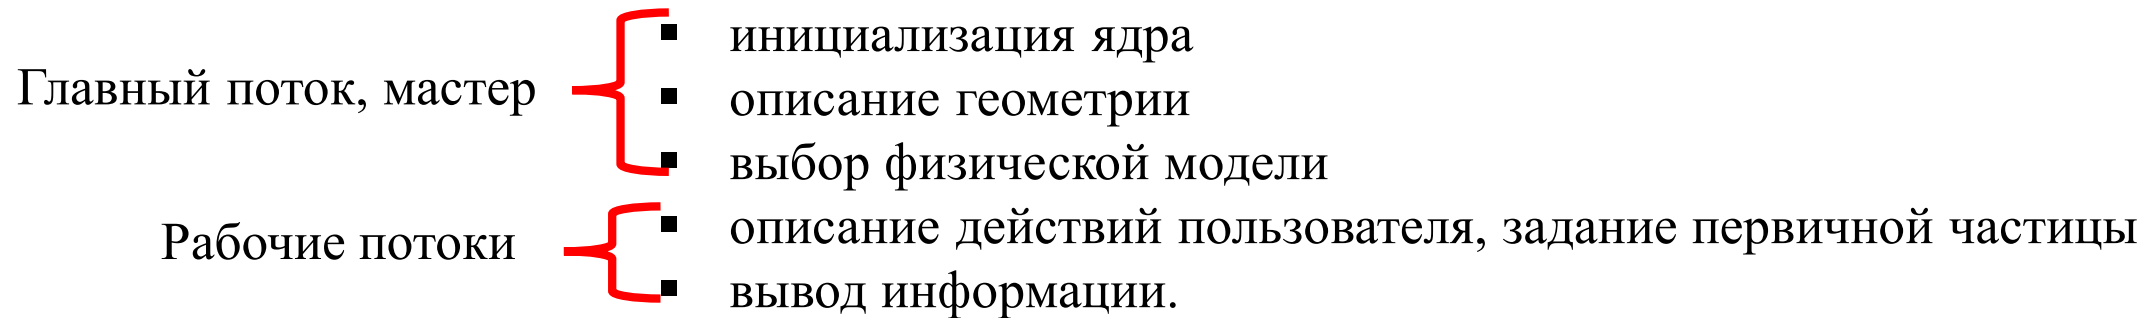 инициализация ядра
Главный поток, мастер
описание геометрии
выбор физической модели
описание действий пользователя, задание первичной частицы
Рабочие потоки
вывод информации.